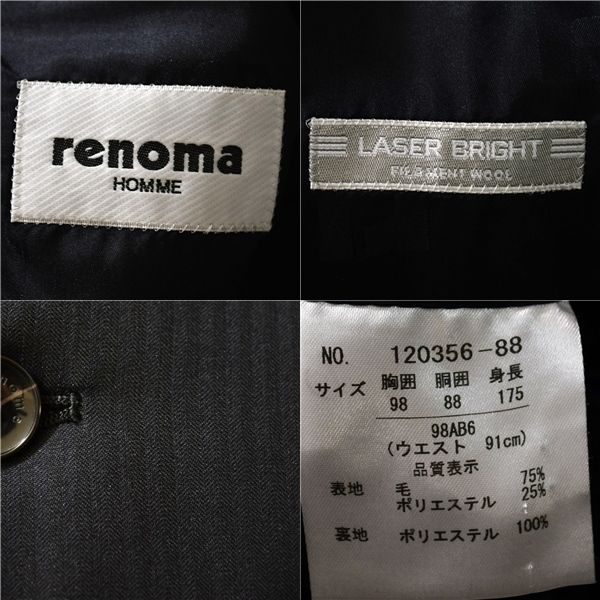 renoma
HOMME
LASER BRIGHT
FILAMENT WOOL
NO. 120356-88
サイズ 胸囲 胴囲 身長
98 88 175
98AB6
(ウエスト 91cm)
品質表示
表地 毛 75%
ポリエステル 25%
裏地 ポリエステル 100%